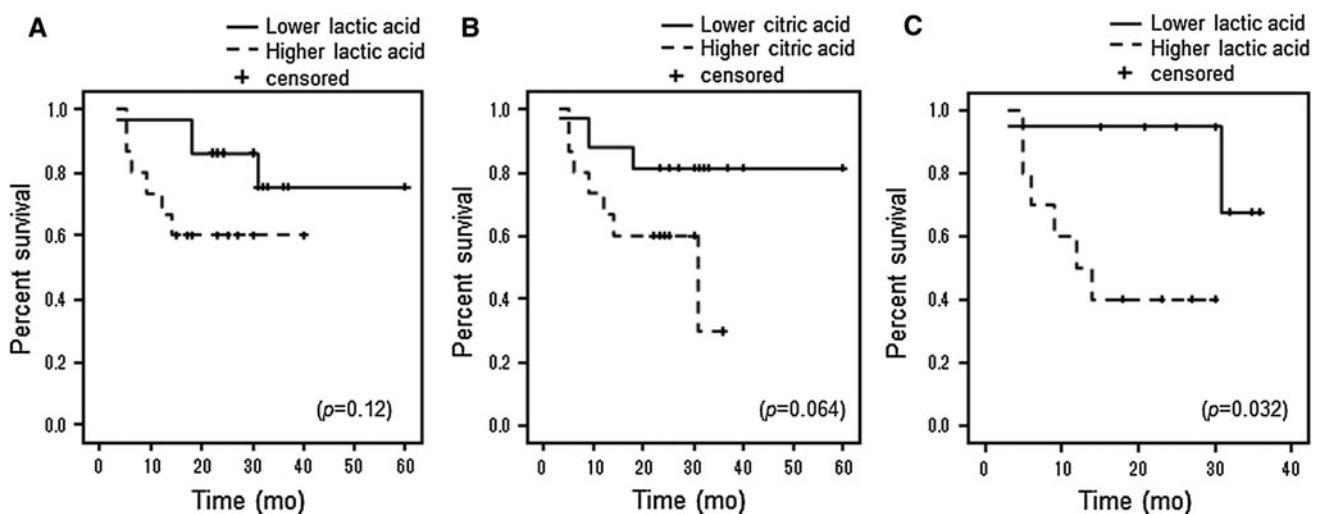 A
Lower lactic acid
Higher lactic acid
censored
Percent survival
1.0
0.8
0.6
0.4
0.2
0.0
(p=0.12)
0 10 20 30 40 50 60
Time (mo)
B
Lower citric acid
Higher citric acid
censored
Percent survival
1.0
0.8
0.6
0.4
0.2
0.0
(p=0.064)
0 10 20 30 40 50 60
Time (mo)
C
Lower lactic acid
Higher lactic acid
censored
Percent survival
1.0
0.8
0.6
0.4
0.2
0.0
(p=0.032)
0 10 20 30 40
Time (mo)